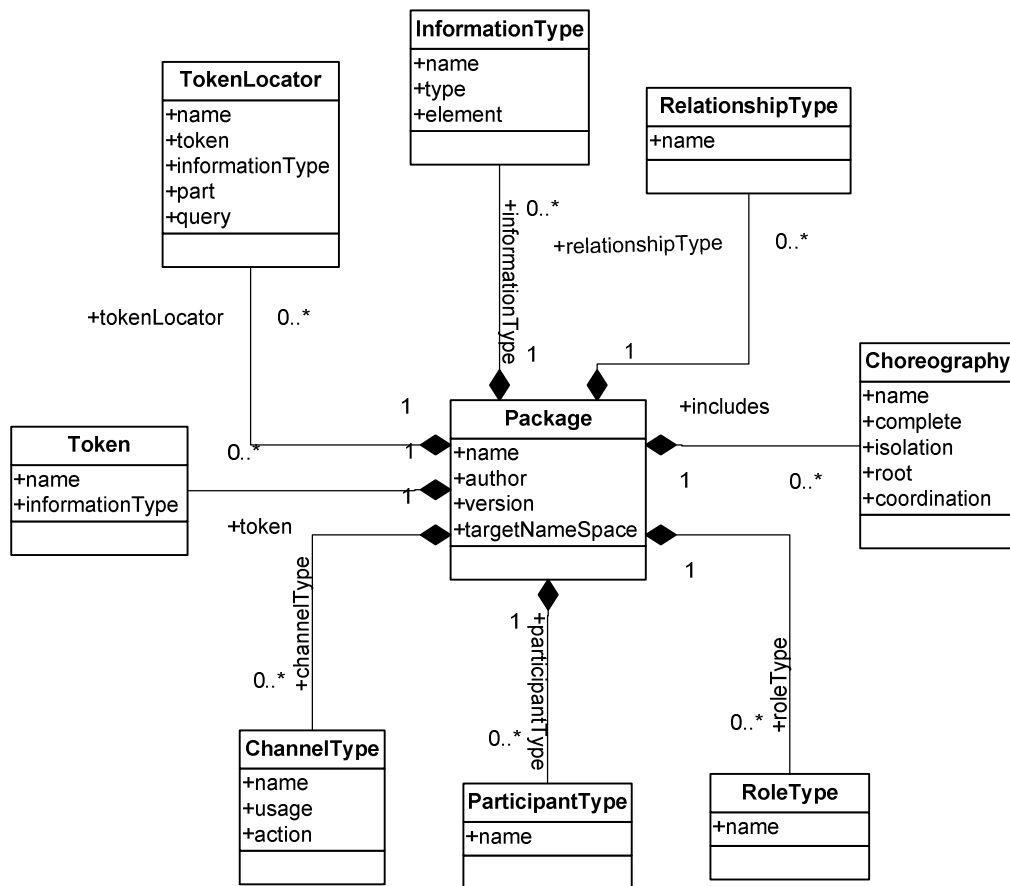 InformationType
+name
+type
+element
TokenLocator
+name
+token
+informationType
+part
+query
RelationshipType
+name
+informationType
0..*
+relationshipType
0..*
+tokenLocator
0..*
1
1
Choreography
+name
+complete
+isolation
+root
+coordination
1
Package
+name
+author
+version
+targetNameSpace
+includes
1
0..*
Token
+name
+informationType
0..*
1
1
+token
+channelType
0..*
1
+participantType
0..*
1
+roleType
0..*
ChannelType
+name
+usage
+action
ParticipantType
+name
RoleType
+name